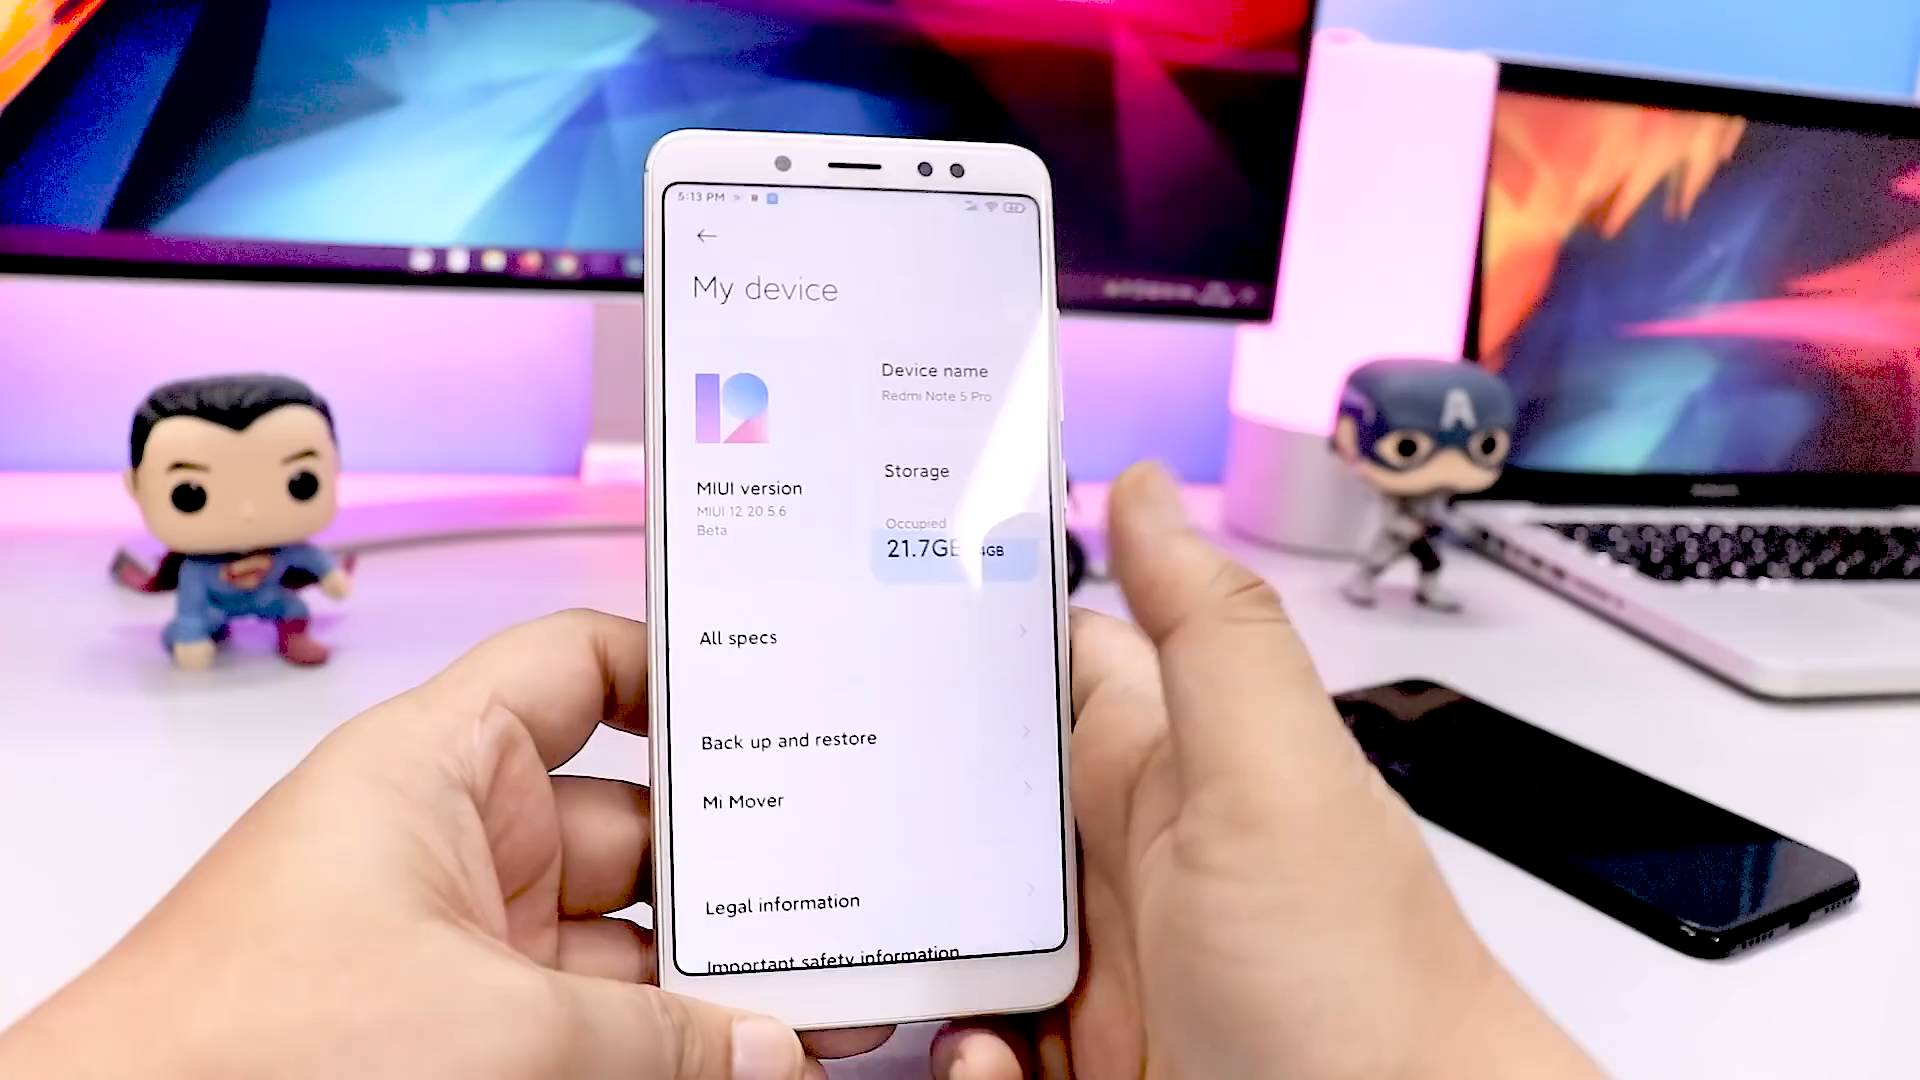 5:13 PM
My device
Device name
Redmi Note 5 Pro
Storage
MIUI version
MIUI 12 20.5.6
Beta
Occupied
21.7GB
4GB
All specs
Back up and restore
Mi Mover
Legal information
Important safety information
A